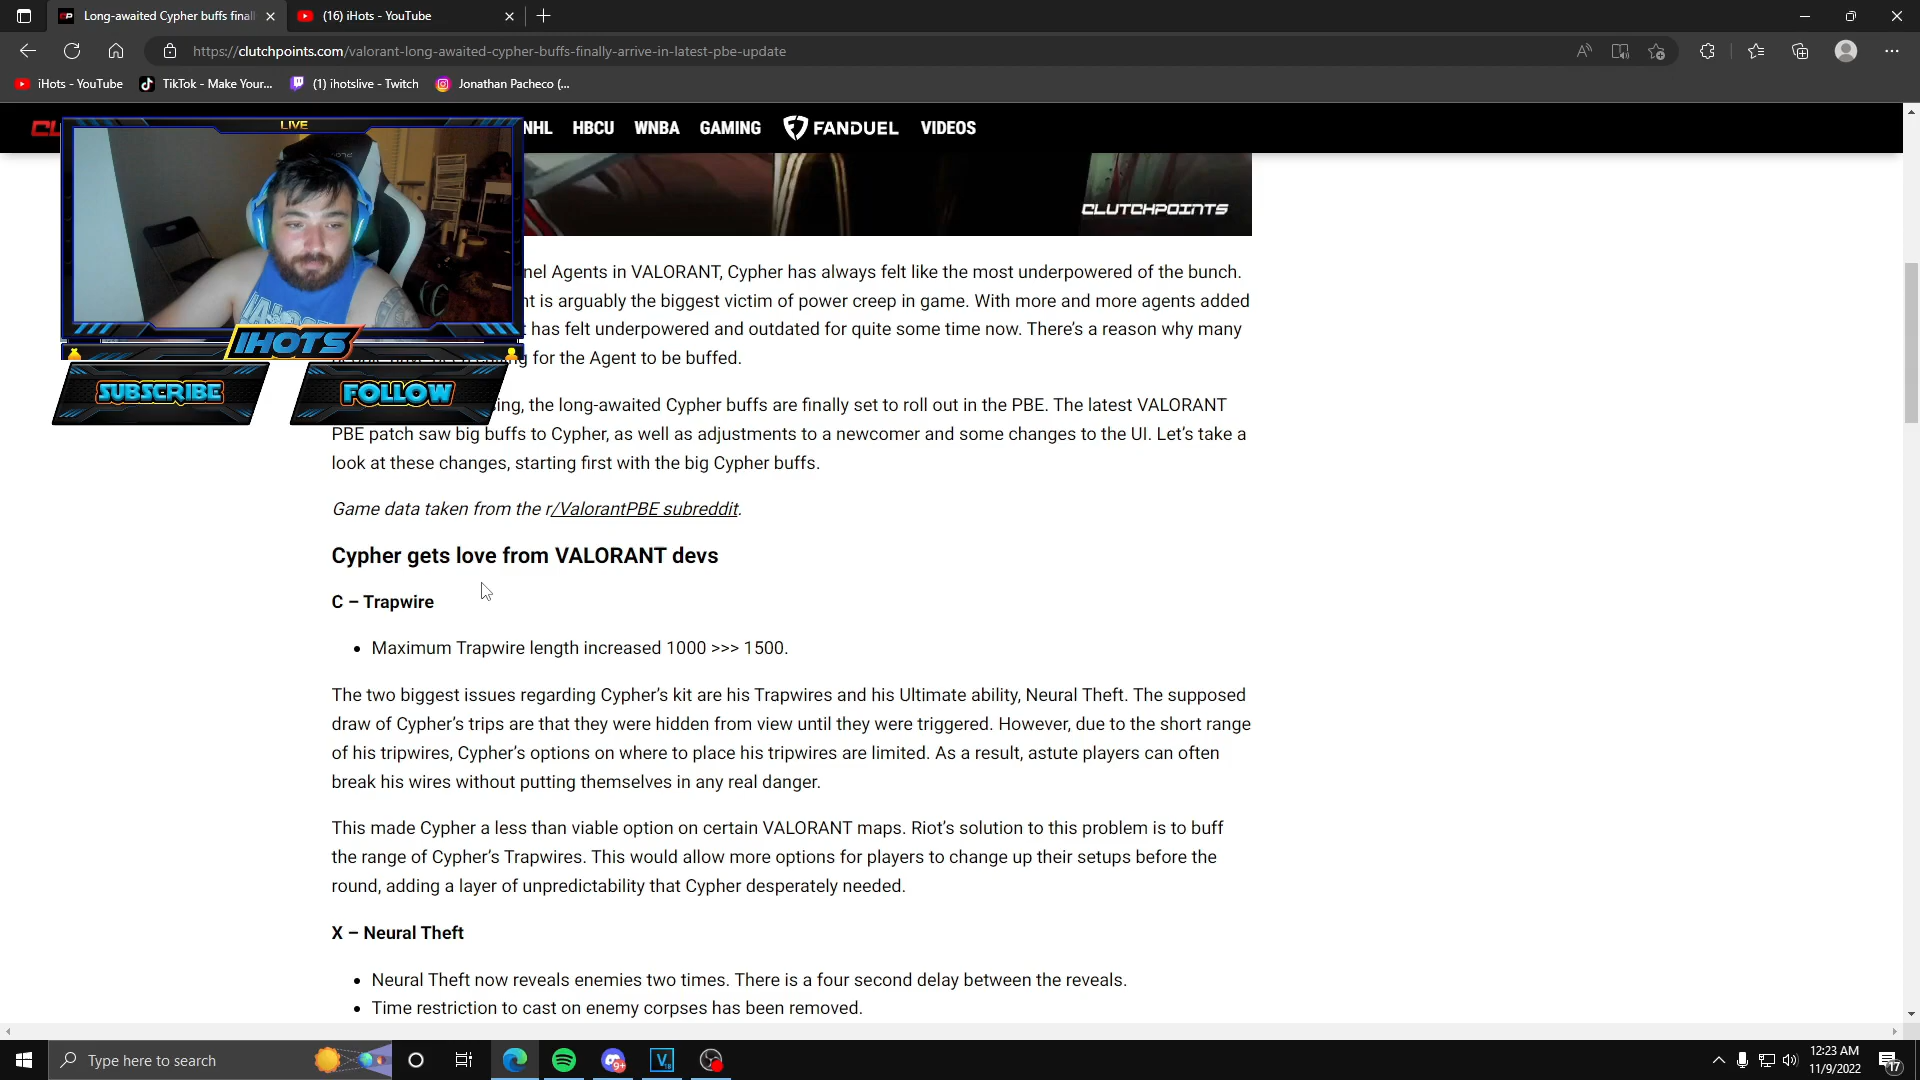 Long-awaited Cypher buffs final
(16) iHots - YouTube
https://clutchpoints.com/valorant-long-awaited-cypher-buffs-finally-arrive-in-latest-pbe-update
iHots - YouTube
TikTok - Make Your...
(1) ihotslive - Twitch
Jonathan Pacheco (...
NHL HBCU WNBA GAMING FANDUEL VIDEOS
LIVE
CLUTCHPOINTS
IHOTS
SUBSCRIBE
FOLLOW
nel Agents in VALORANT, Cypher has always felt like the most underpowered of the bunch.
nt is arguably the biggest victim of power creep in game. With more and more agents added
t has felt underpowered and outdated for quite some time now. There's a reason why many
g for the Agent to be buffed.
ing, the long-awaited Cypher buffs are finally set to roll out in the PBE. The latest VALORANT
PBE patch saw big buffs to Cypher, as well as adjustments to a newcomer and some changes to the UI. Let's take a
look at these changes, starting first with the big Cypher buffs.
Game data taken from the r/ValorantPBE subreddit.
Cypher gets love from VALORANT devs
C – Trapwire
• Maximum Trapwire length increased 1000 >>> 1500.
The two biggest issues regarding Cypher's kit are his Trapwires and his Ultimate ability, Neural Theft. The supposed
draw of Cypher's trips are that they were hidden from view until they were triggered. However, due to the short range
of his tripwires, Cypher's options on where to place his tripwires are limited. As a result, astute players can often
break his wires without putting themselves in any real danger.
This made Cypher a less than viable option on certain VALORANT maps. Riot's solution to this problem is to buff
the range of Cypher's Trapwires. This would allow more options for players to change up their setups before the
round, adding a layer of unpredictability that Cypher desperately needed.
X – Neural Theft
• Neural Theft now reveals enemies two times. There is a four second delay between the reveals.
• Time restriction to cast on enemy corpses has been removed.
Type here to search
12:23 AM
11/9/2022